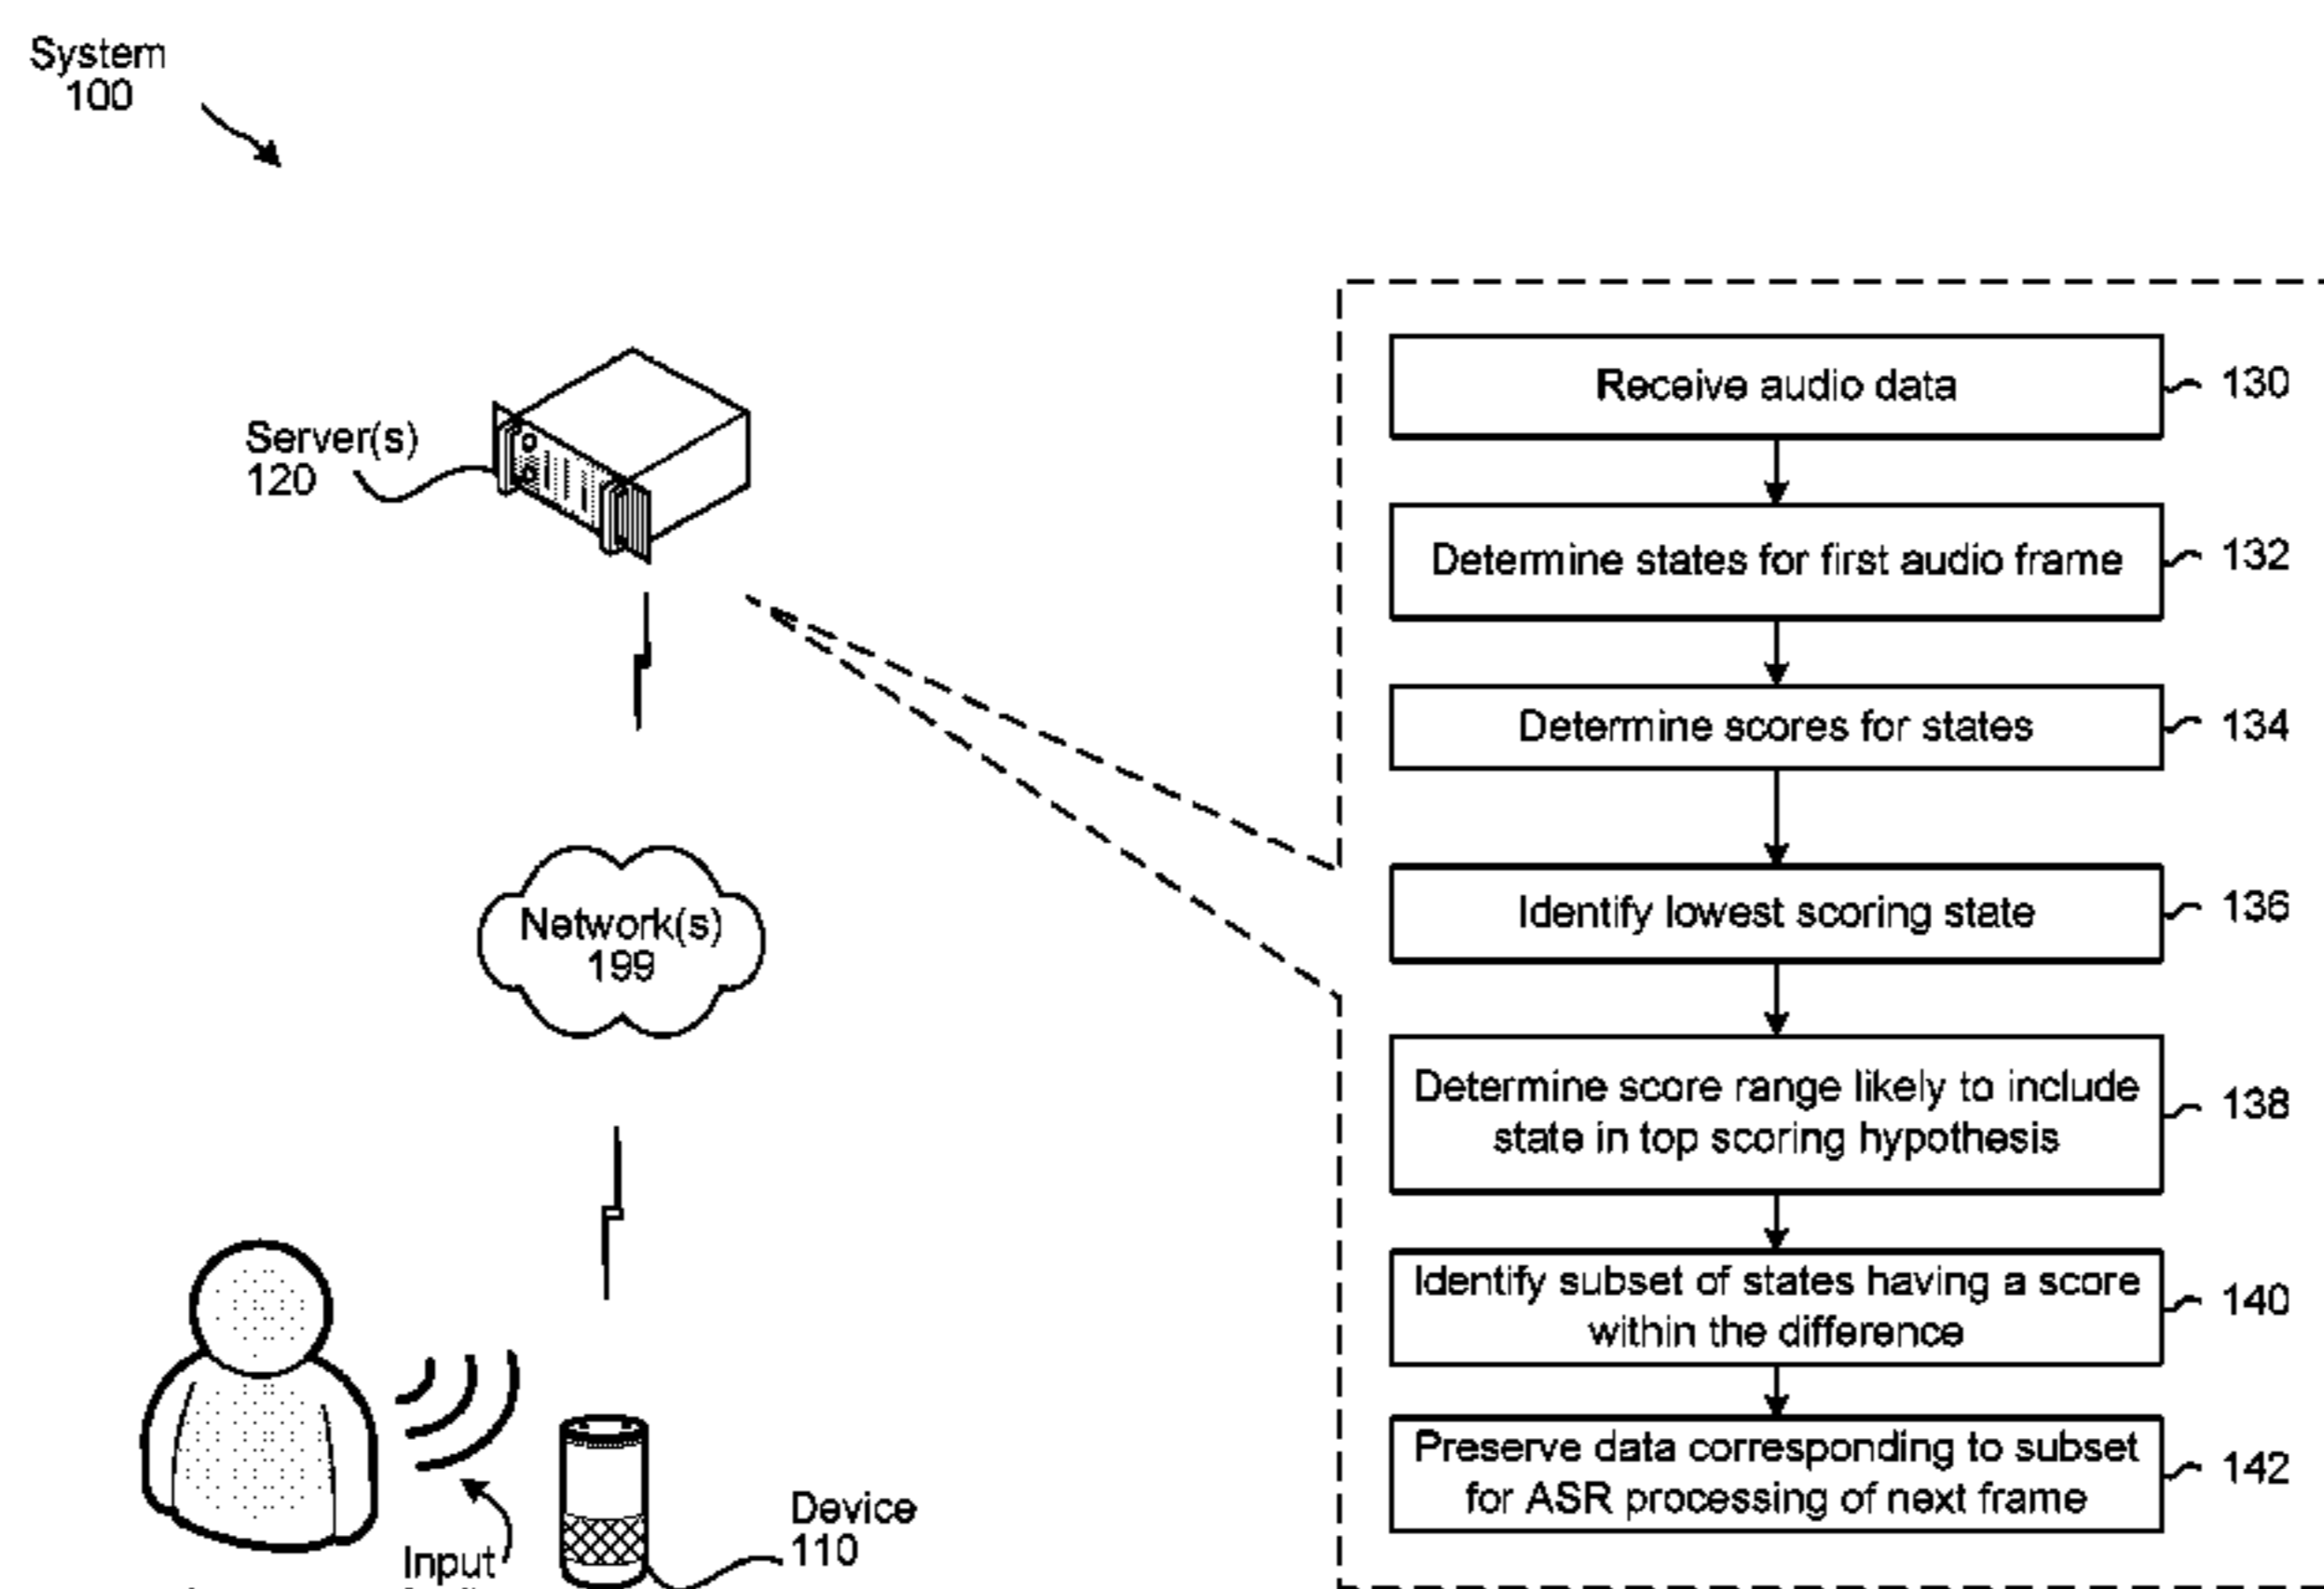 System
100
Server(s)
120
Network(s)
199
Input
Device
110
Receive audio data
130
Determine states for first audio frame
132
Determine scores for states
134
Identify lowest scoring state
136
Determine score range likely to include
state in top scoring hypothesis
138
Identify subset of states having a score
within the difference
140
Preserve data corresponding to subset
for ASR processing of next frame
142